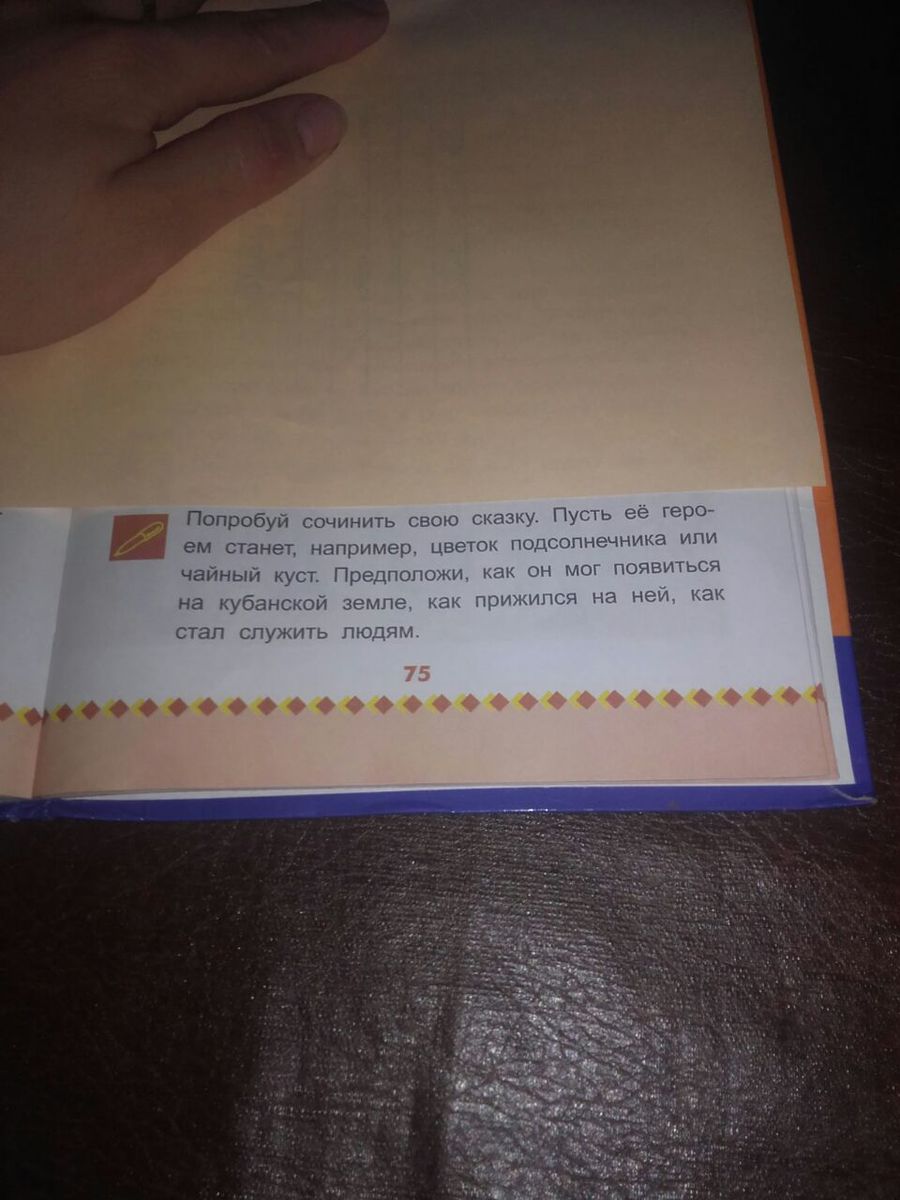 Попробуй сочинить свою сказку. Пусть её геро-
ем станет, например, цветок подсолнечника или
чайный куст. Предположи, как он мог появиться
на кубанской земле, как прижился на ней, как
стал служить людям.
75